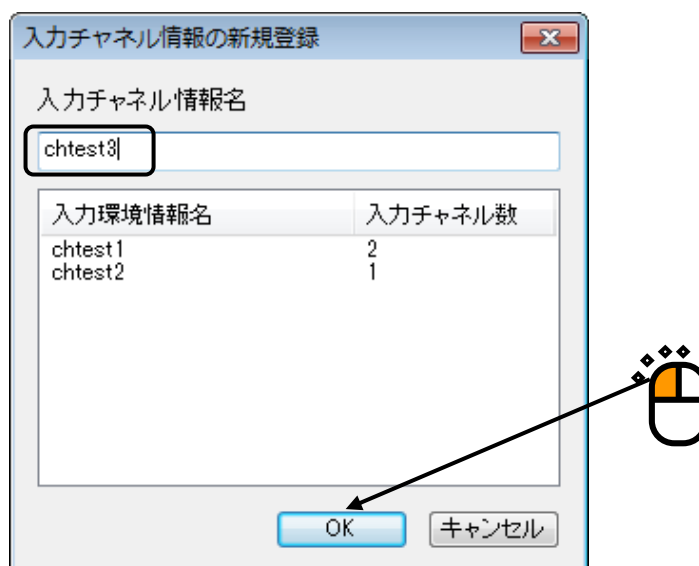 入力チャネル情報の新規登録
入力チャネル情報名
chtest3
入力環境情報名 入力チャネル数
chtest1 2
chtest2 1
OK キャンセル